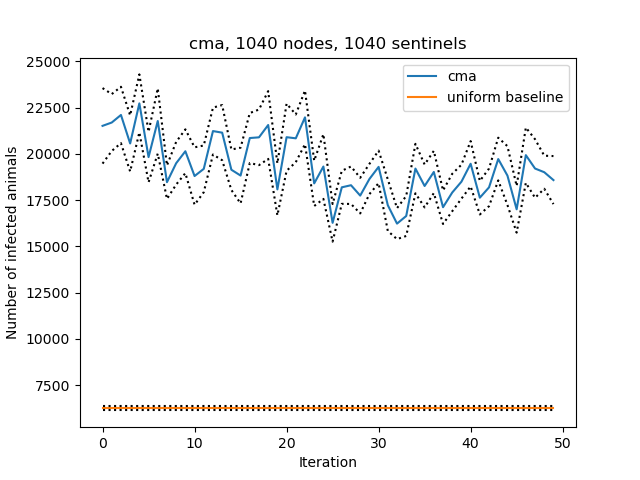 cma, 1040 nodes, 1040 sentinels
25000
22500
20000
17500
15000
12500
10000
7500
Number of infected animals
cma
uniform baseline
0 10 20 30 40 50
Iteration